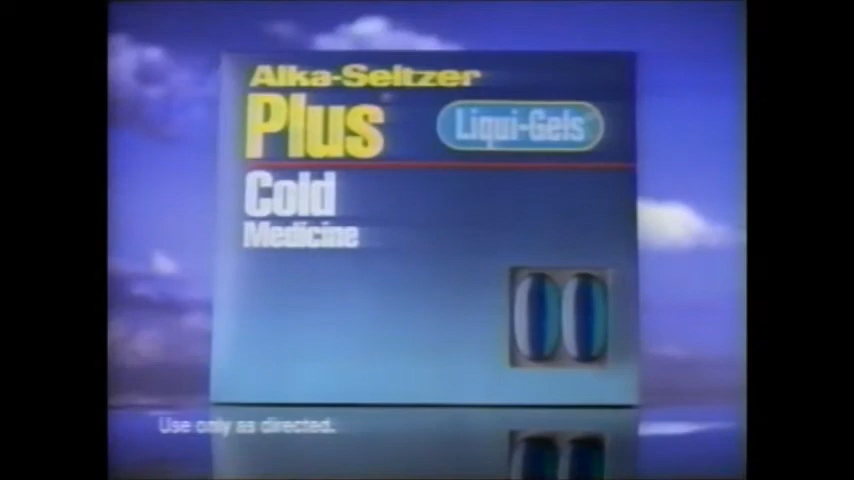 Alka-Seltzer
Plus
Liqui-Gels
Cold
Medicine
Use only as directed.